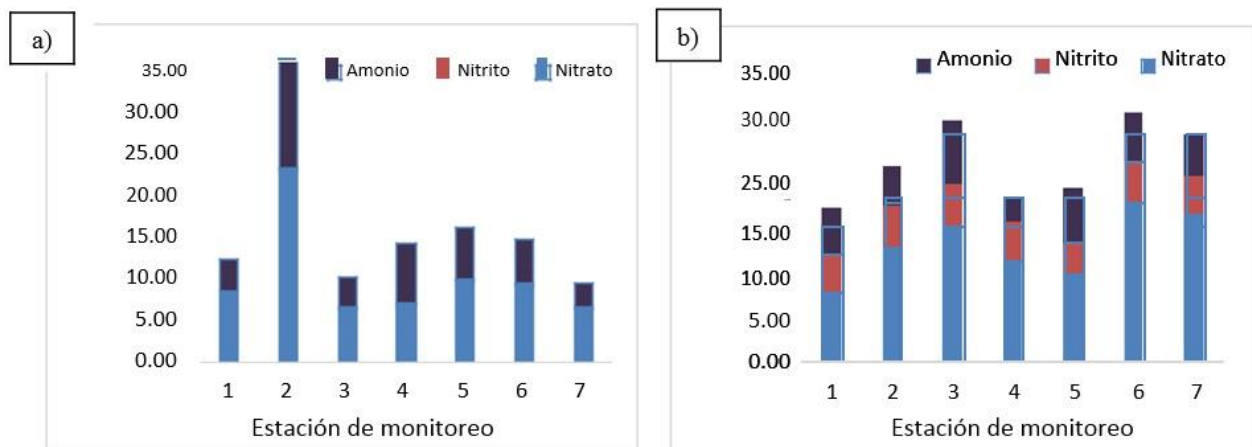 a)
Amonio Nitrito Nitrato
35.00
30.00
25.00
20.00
15.00
10.00
5.00
0.00
1 2 3 4 5 6 7
Estación de monitoreo
b)
Amonio Nitrito Nitrato
35.00
30.00
25.00
15.00
10.00
5.00
0.00
1 2 3 4 5 6 7
Estación de monitoreo